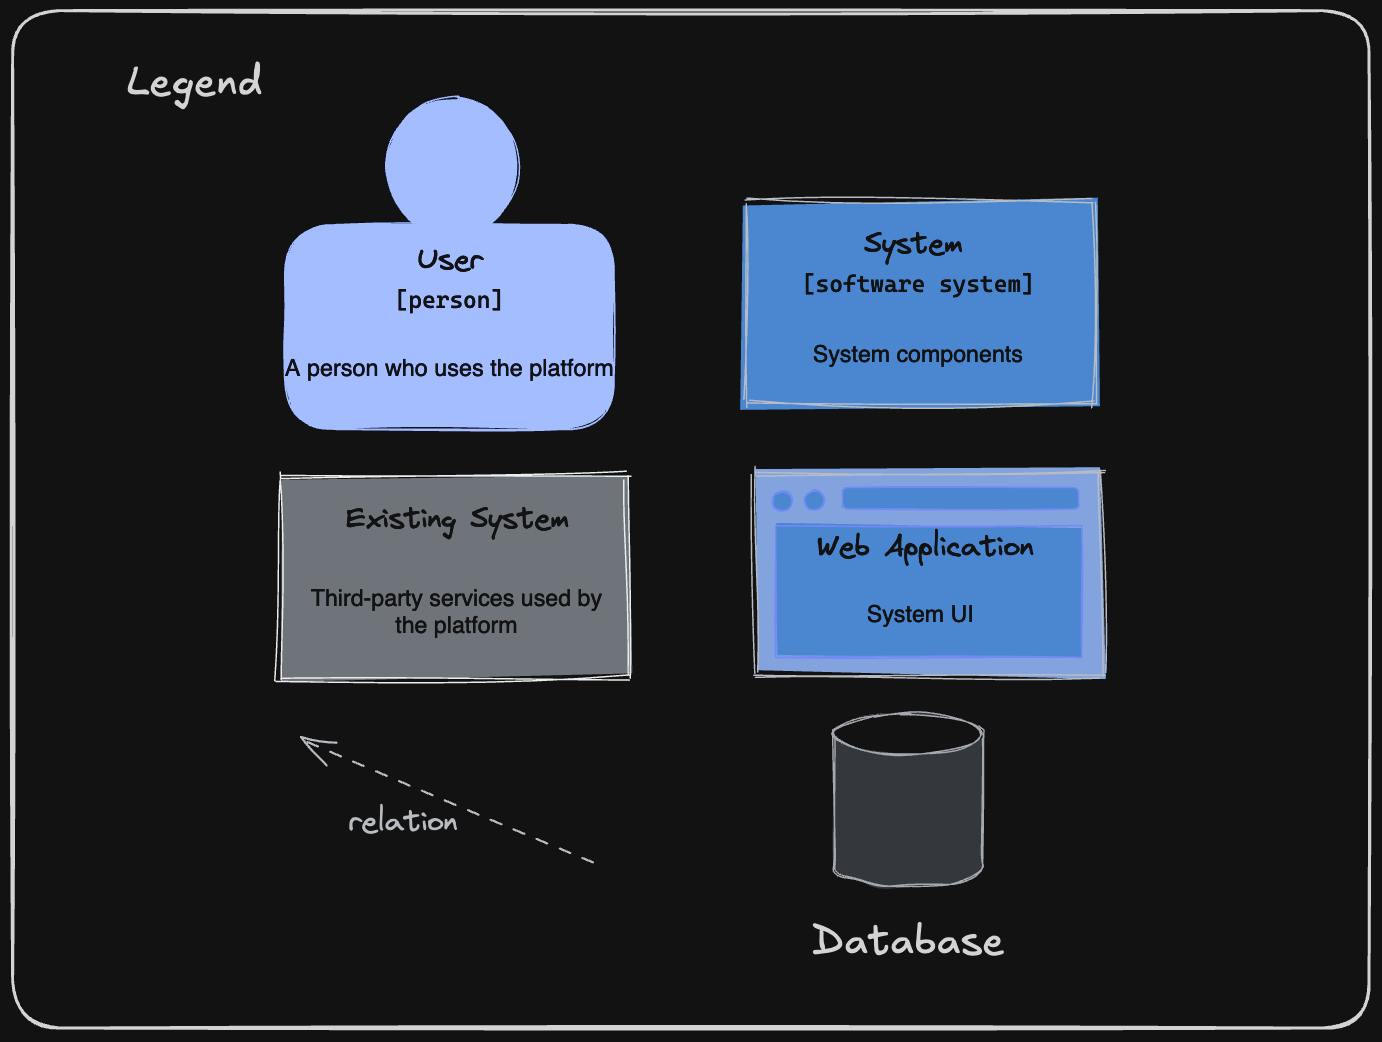 Legend
User
[person]
A person who uses the platform
System
[software system]
System components
Existing System
Third-party services used by
the platform
Web Application
System UI
relation
Database